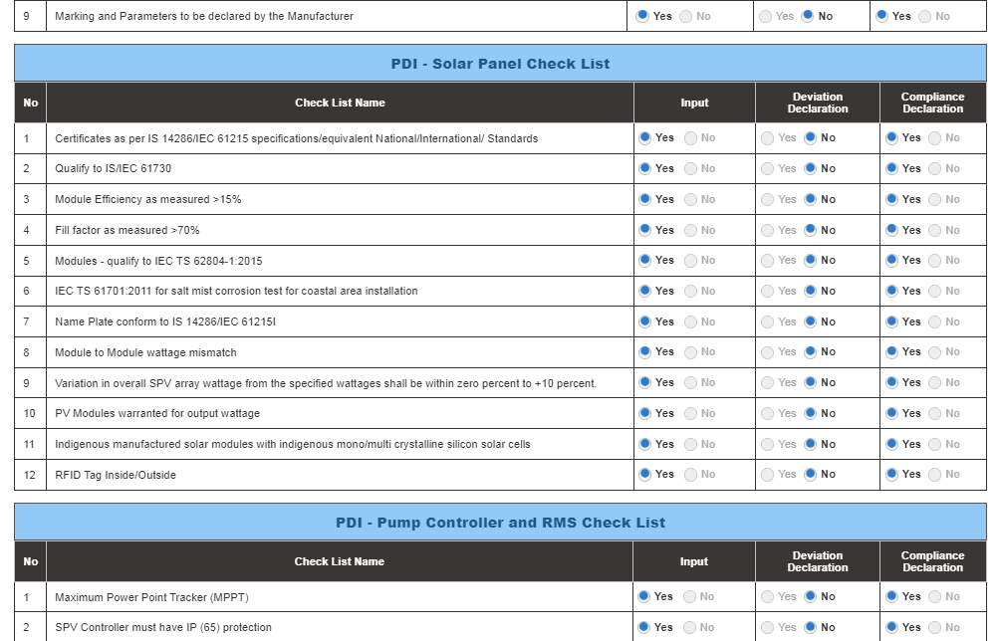 9 Marking and Parameters to be declared by the Manufacturer Yes No Yes No Yes No
PDI - Solar Panel Check List
No Check List Name Input Deviation Declaration Compliance Declaration
1 Certificates as per IS 14286/IEC 61215 specifications/equivalent National/International/ Standards Yes No Yes No Yes No
2 Qualify to IS/IEC 61730 Yes No Yes No Yes No
3 Module Efficiency as measured >15% Yes No Yes No Yes No
4 Fill factor as measured >70% Yes No Yes No Yes No
5 Modules - qualify to IEC TS 62804-1:2015 Yes No Yes No Yes No
6 IEC TS 61701:2011 for salt mist corrosion test for coastal area installation Yes No Yes No Yes No
7 Name Plate conform to IS 14286/IEC 61215I Yes No Yes No Yes No
8 Module to Module wattage mismatch Yes No Yes No Yes No
9 Variation in overall SPV array wattage from the specified wattages shall be within zero percent to +10 percent. Yes No Yes No Yes No
10 PV Modules warranted for output wattage Yes No Yes No Yes No
11 Indigenous manufactured solar modules with indigenous mono/multi crystalline silicon solar cells Yes No Yes No Yes No
12 RFID Tag Inside/Outside Yes No Yes No Yes No
PDI - Pump Controller and RMS Check List
No Check List Name Input Deviation Declaration Compliance Declaration
1 Maximum Power Point Tracker (MPPT) Yes No Yes No Yes No
2 SPV Controller must have IP (65) protection Yes No Yes No Yes No